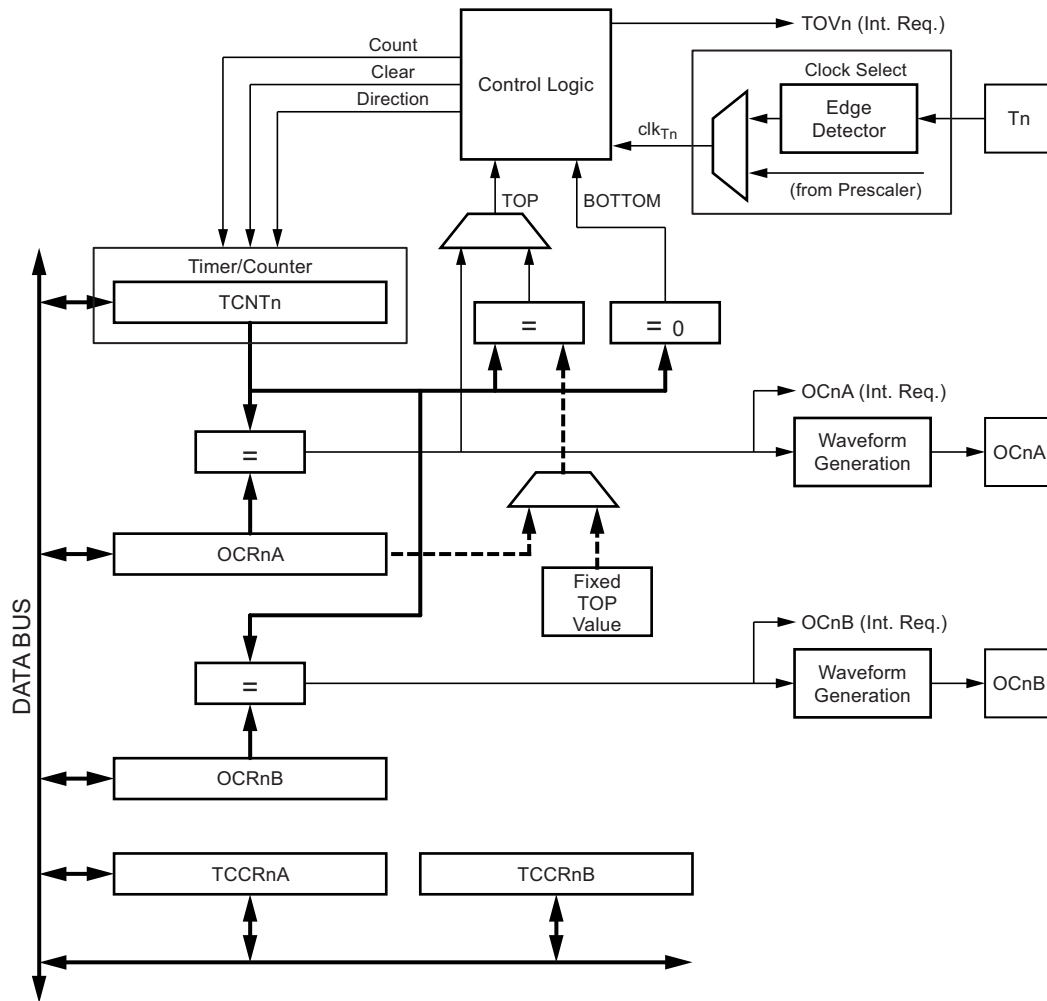 TOVn (Int. Req.)
Count
Clear
Direction
Control Logic
Clock Select
Edge
Detector
Tn
clkTn
(from Prescaler)
TOP
BOTTOM
Timer/Counter
TCNTn
=
= 0
OCnA (Int. Req.)
=
Waveform
Generation
OCnA
OCRnA
Fixed
TOP
Value
DATA BUS
OCnB (Int. Req.)
=
Waveform
Generation
OCnB
OCRnB
TCCRnA
TCCRnB